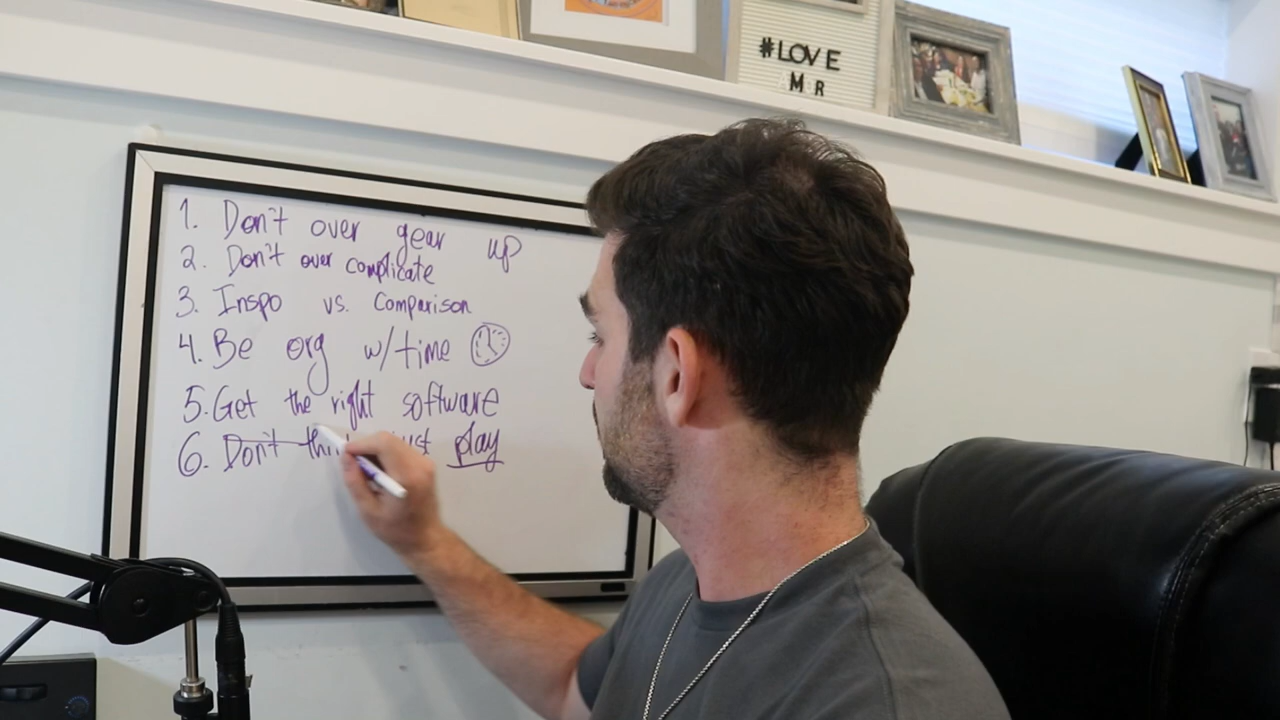 #LOVE
M R
1. Don't over gear up
2. Don't over complicate
3. Inspo vs. Comparison
4. Be org w/time
5. Get the right software
6. Don't play